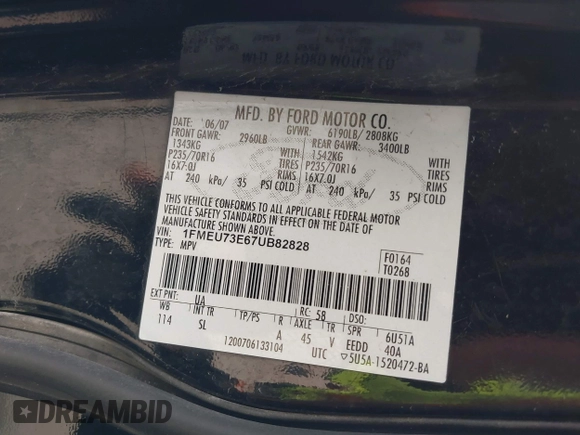 MFD. BY FORD MOTOR CO.
DATE: 06/07 GVWR: 6190LB/ 2808KG
FRONT GAWR: 2960LB REAR GAWR: 3400LB
1343KG WITH 1542KG WITH
P235/70R16 TIRES P235/70R16 TIRES
16X7.0J RIMS 16X7.0J RIMS
AT 240 kPa/ 35 PSI COLD AT 240 kPa/ 35 PSI COLD
THIS VEHICLE CONFORMS TO ALL APPLICABLE FEDERAL MOTOR
VEHICLE SAFETY STANDARDS IN EFFECT ON THE DATE OF
MANUFACTURE SHOWN ABOVE.
VIN: 1FMEU73E67UB82828 F0164
TYPE: MPV T0268
EXT PNT: UA RC: 58 DSO:
WB INT TR TP/PS R AXLE TR SPR 6U51A
114 SL A 45 V EEDD 40A
1200706133104 UTC ▽5U5A-1520472-BA
DREAMBID